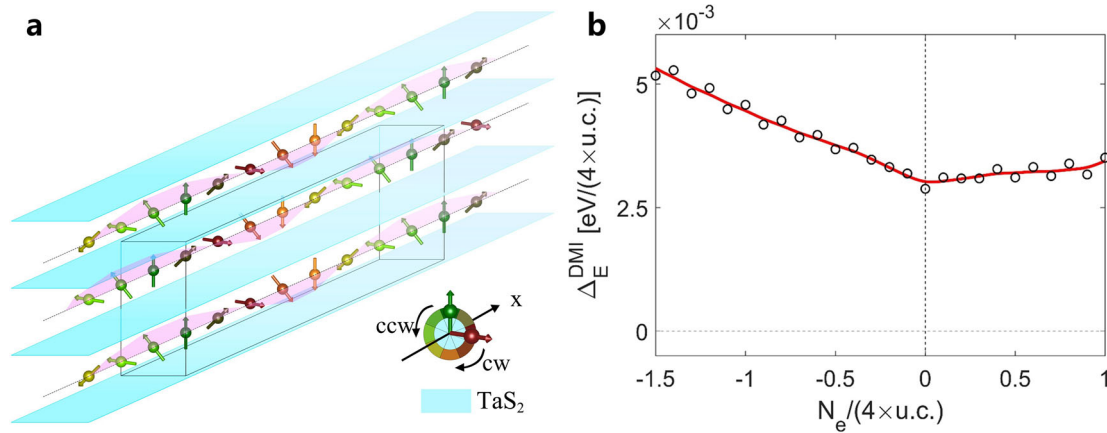 a
ccw
x
cw
TaS₂
b
×10⁻³
5
2.5
0
Δ_E^DMI [eV/(4×u.c.)]
-1.5
-1
-0.5
0
0.5
1
N_e/(4×u.c.)